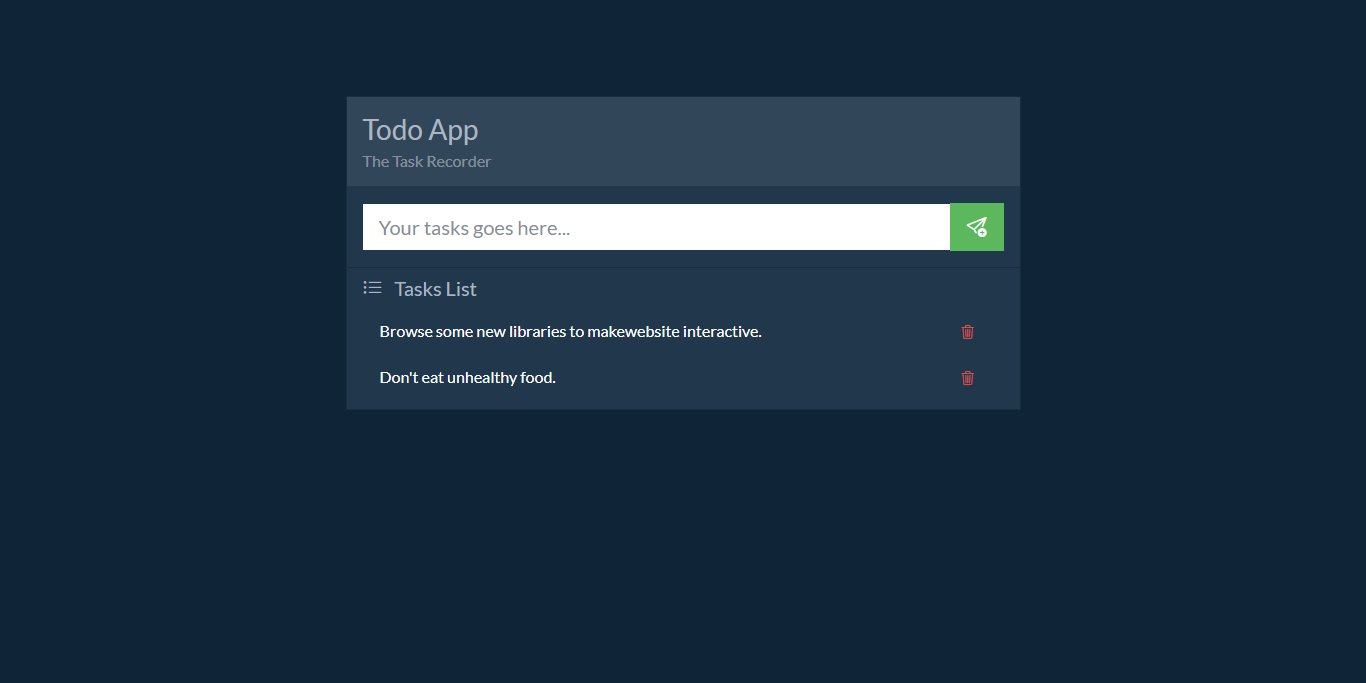 Todo App
The Task Recorder
Your tasks goes here...
Tasks List
Browse some new libraries to makewebsite interactive.
Don't eat unhealthy food.